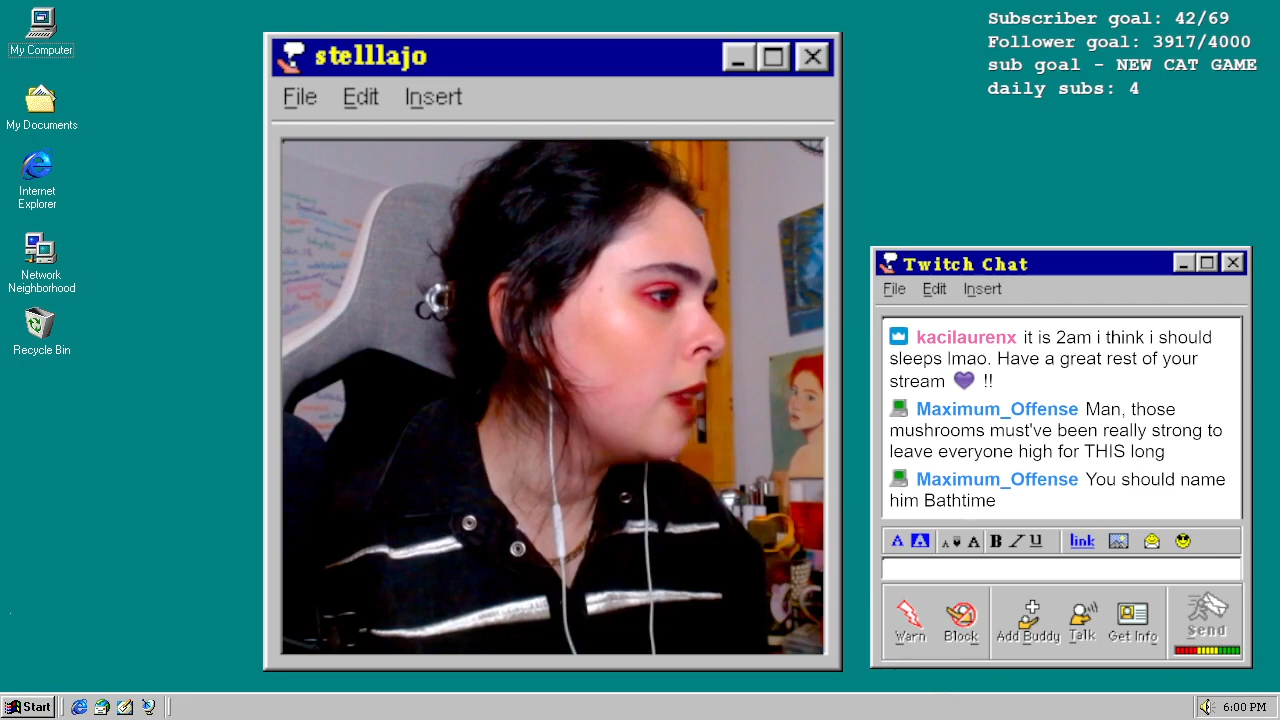 My Computer
My Documents
Internet
Explorer
Network
Neighborhood
Recycle Bin
stelllajo
File Edit Insert
Subscriber goal: 42/69
Follower goal: 3917/4000
sub goal - NEW CAT GAME
daily subs: 4
Twitch Chat
File Edit Insert
kacilaurenx it is 2am i think i should
sleeps lmao. Have a great rest of your
stream 💜 !!
Maximum_Offense Man, those
mushrooms must've been really strong to
leave everyone high for THIS long
Maximum_Offense You should name
him Bathtime
A A A A B I U link
Warn Block Add Buddy Talk Get Info Send
Start
6:00 PM